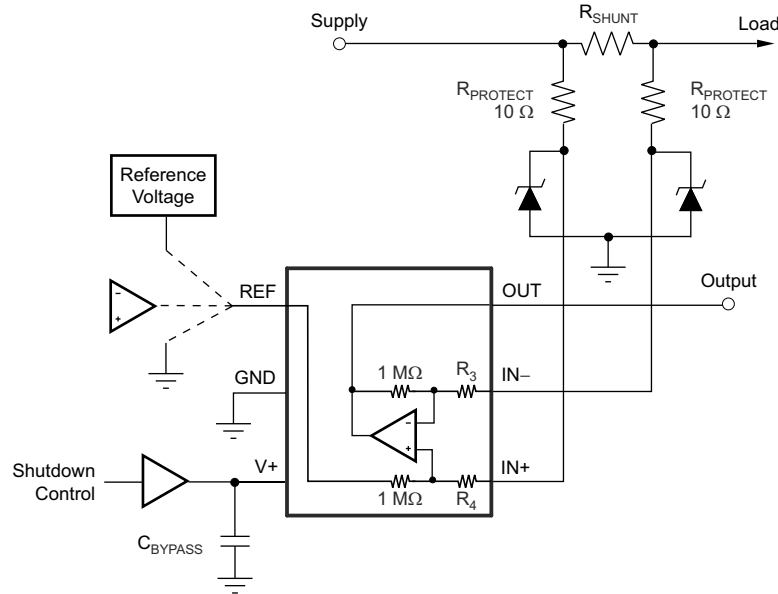 Supply
R_SHUNT
Load
R_PROTECT
10 Ω
R_PROTECT
10 Ω
Reference
Voltage
REF
OUT
Output
−
+
GND
1 MΩ
R_3
IN−
−
+
Shutdown
Control
V+
1 MΩ
R_4
IN+
C_BYPASS